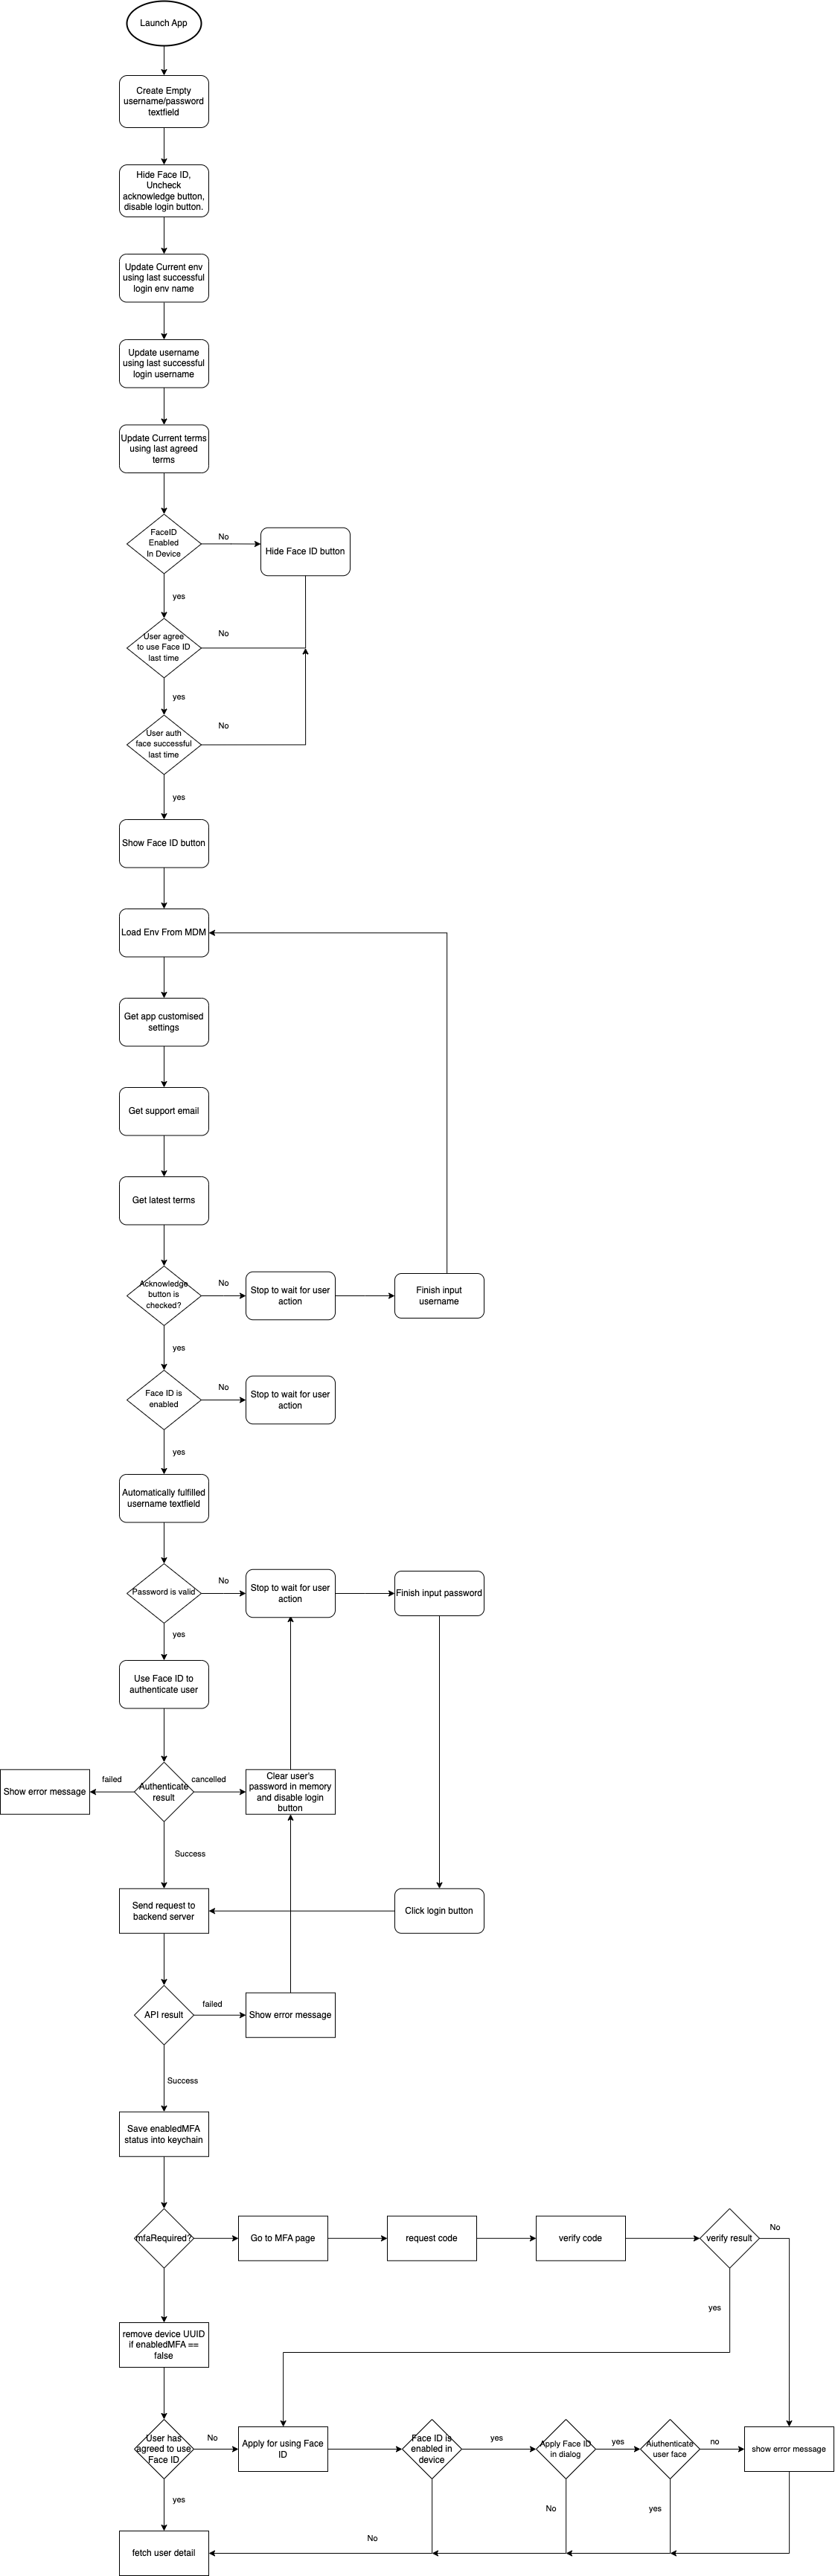 Launch App
Create Empty
username/password
textfield
Hide Face ID,
Uncheck
acknowledge button,
disable login button.
Update Current env
using last successful
login env name
Update username
using last successful
login username
Update Current terms
using last agreed
terms
FaceID
Enabled
In Device
No
Hide Face ID button
yes
User agree
to use Face ID
last time
No
yes
User auth
face successful
last time
No
yes
Show Face ID button
Load Env From MDM
Get app customised
settings
Get support email
Get latest terms
Acknowledge
button is
checked?
No
Stop to wait for user
action
Finish input
username
yes
Face ID is
enabled
No
Stop to wait for user
action
yes
Automatically fulfilled
username textfield
Password is valid
No
Stop to wait for user
action
Finish input password
yes
Use Face ID to
authenticate user
Show error message
failed
Authenticate
result
cancelled
Clear user's
password in memory
and disable login
button
Success
Send request to
backend server
Click login button
API result
failed
Show error message
Success
Save enabledMFA
status into keychain
mfaRequired?
Go to MFA page
request code
verify code
verify result
No
yes
remove device UUID
if enabledMFA ==
false
User has
agreed to use
Face ID
No
Apply for using Face
ID
Face ID is
enabled in
device
yes
Apply Face ID
in dialog
yes
Aiuthenticate
user face
no
show error message
yes
No
yes
No
fetch user detail